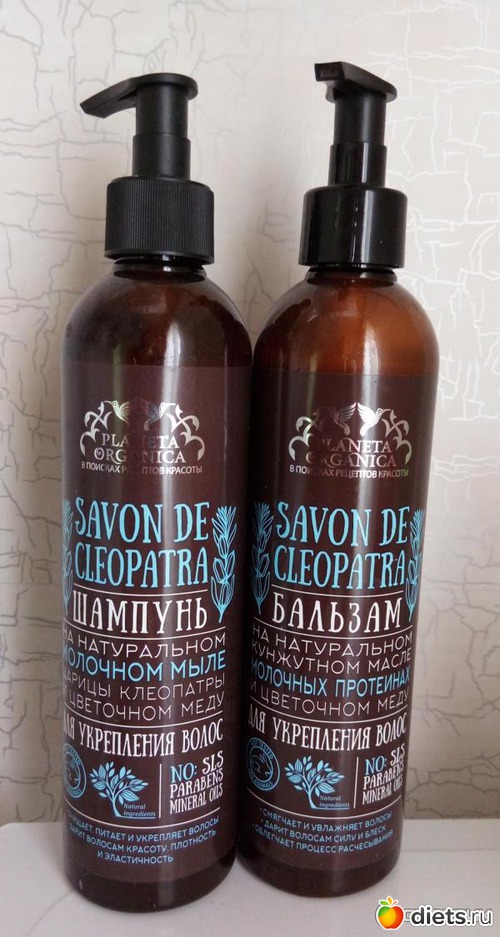 PLANETA
ORGANICA
В ПОИСКАХ РЕЦЕПТОВ КРАСОТЫ
SAVON DE
CLEOPATRA
ШАМПУНЬ
НА НАТУРАЛЬНОМ
МОЛОЧНОМ МЫЛЕ
ЦАРИЦЫ КЛЕОПАТРЫ
И ЦВЕТОЧНОМ МЕДУ
ДЛЯ УКРЕПЛЕНИЯ ВОЛОС
Natural
Ingredients
NO: SLS
PARABENS
MINERAL OILS
ОЧИЩАЕТ, ПИТАЕТ И УКРЕПЛЯЕТ ВОЛОСЫ
ДАРИТ ВОЛОСАМ КРАСОТУ, ПЛОТНОСТЬ
И ЭЛАСТИЧНОСТЬ
PLANETA
ORGANICA
В ПОИСКАХ РЕЦЕПТОВ КРАСОТЫ
SAVON DE
CLEOPATRA
БАЛЬЗАМ
НА НАТУРАЛЬНОМ
КУНЖУТНОМ МАСЛЕ
МОЛОЧНЫХ ПРОТЕИНАХ
И ЦВЕТОЧНОМ МЕДУ
ДЛЯ УКРЕПЛЕНИЯ ВОЛОС
Natural
Ingredients
NO: SLS
PARABENS
MINERAL OILS
• СМЯГЧАЕТ И УВЛАЖНЯЕТ ВОЛОСЫ
• ДАРИТ ВОЛОСАМ СИЛУ И БЛЕСК
• ОБЛЕГЧАЕТ ПРОЦЕСС РАСЧЕСЫВАНИЯ
diets.ru